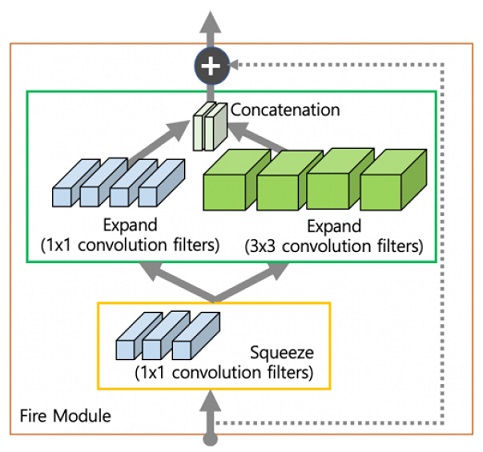 +
Concatenation
Expand
(1x1 convolution filters)
Expand
(3x3 convolution filters)
Squeeze
(1x1 convolution filters)
Fire Module